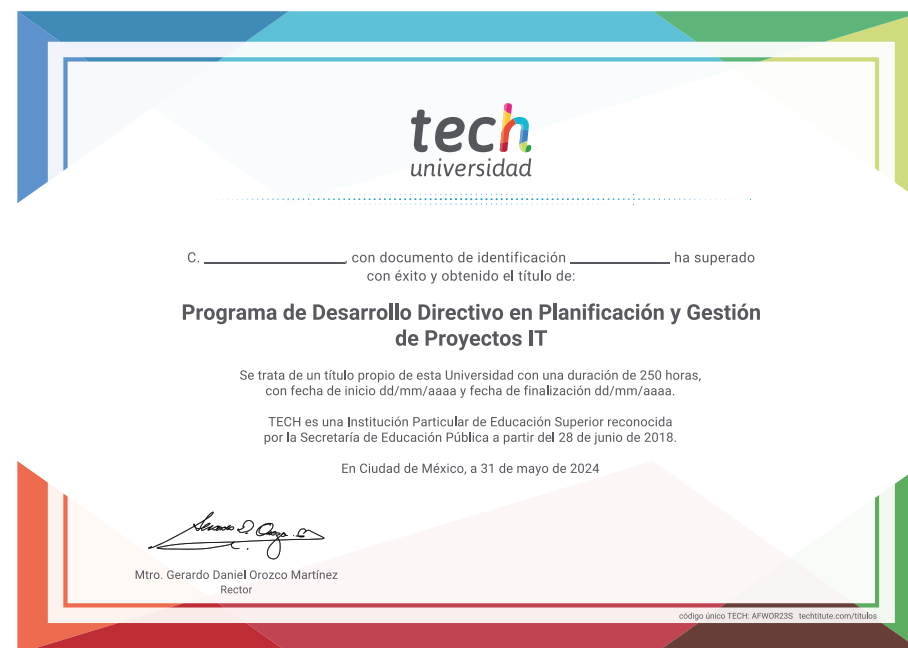 tech
universidad
C. ____________, con documento de identificación ____________ ha superado
con éxito y obtenido el título de:
Programa de Desarrollo Directivo en Planificación y Gestión
de Proyectos IT
Se trata de un título propio de esta Universidad con una duración de 250 horas,
con fecha de inicio dd/mm/aaaa y fecha de finalización dd/mm/aaaa.
TECH es una Institución Particular de Educación Superior reconocida
por la Secretaría de Educación Pública a partir del 28 de junio de 2018.
En Ciudad de México, a 31 de mayo de 2024
Mtro. Gerardo Daniel Orozco Martínez
Rector
código único TECH: AFWOR23S techtitute.com/títulos